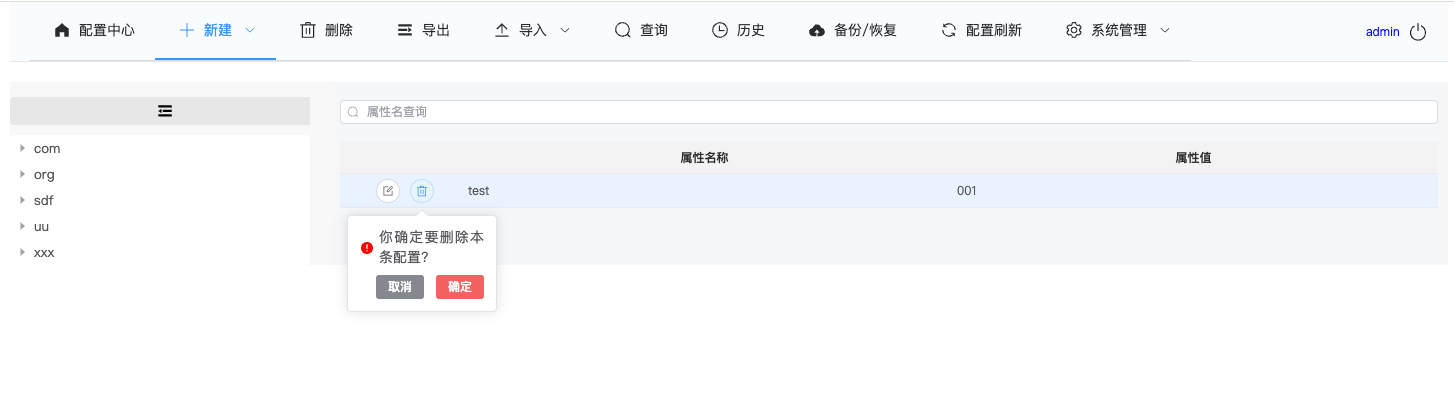 配置中心 新建 删除 导出 导入 查询 历史 备份/恢复 配置刷新 系统管理 admin
属性名查询
com
org
sdf
uu
xxx
属性名称 属性值
test 001
你确定要删除本
条配置?
取消 确定